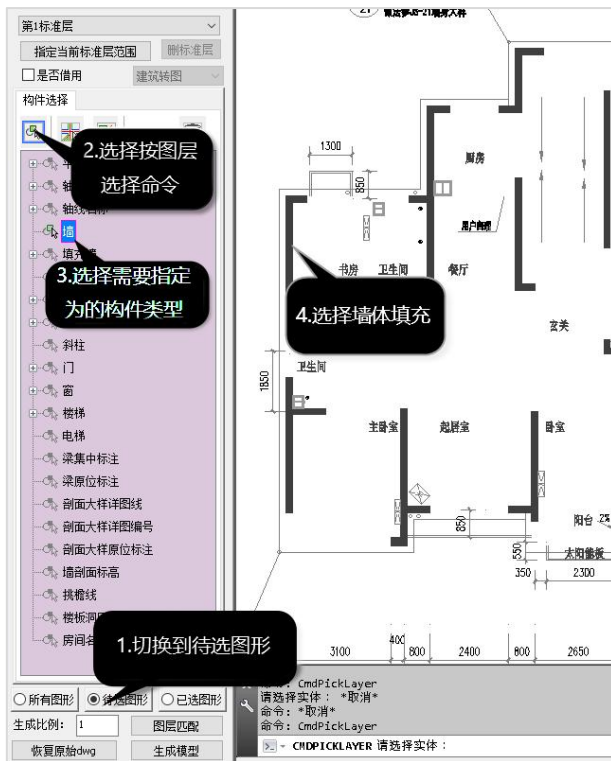 第1标准层
指定当前标准层范围
删标准层
是否借用
建筑转图
构件选择
2.选择按图层
选择命令
墙
3.选择需要指定
为的构件类型
斜柱
门
窗
楼梯
电梯
梁集中标注
梁原位标注
剖面大样详图线
剖面大样详图编号
剖面大样原位标注
墙剖面标高
挑檐线
1.切换到待选图形
所有图形
待选图形
已选图形
生成比例: 1
图层匹配
恢复原始dwg
生成模型
21
1300
850
厨房
书房
卫生间
餐厅
4.选择墙体填充
玄关
卫生间
1850
主卧室
起居室
卧室
850
阳台 2%
550
太阳能板
350
2300
3100
400
800
2400
800
2650
命令: CmdPickLayer
请选择实体: *取消*
命令: *取消*
命令: CmdPickLayer
CMDPICKLAYER 请选择实体: